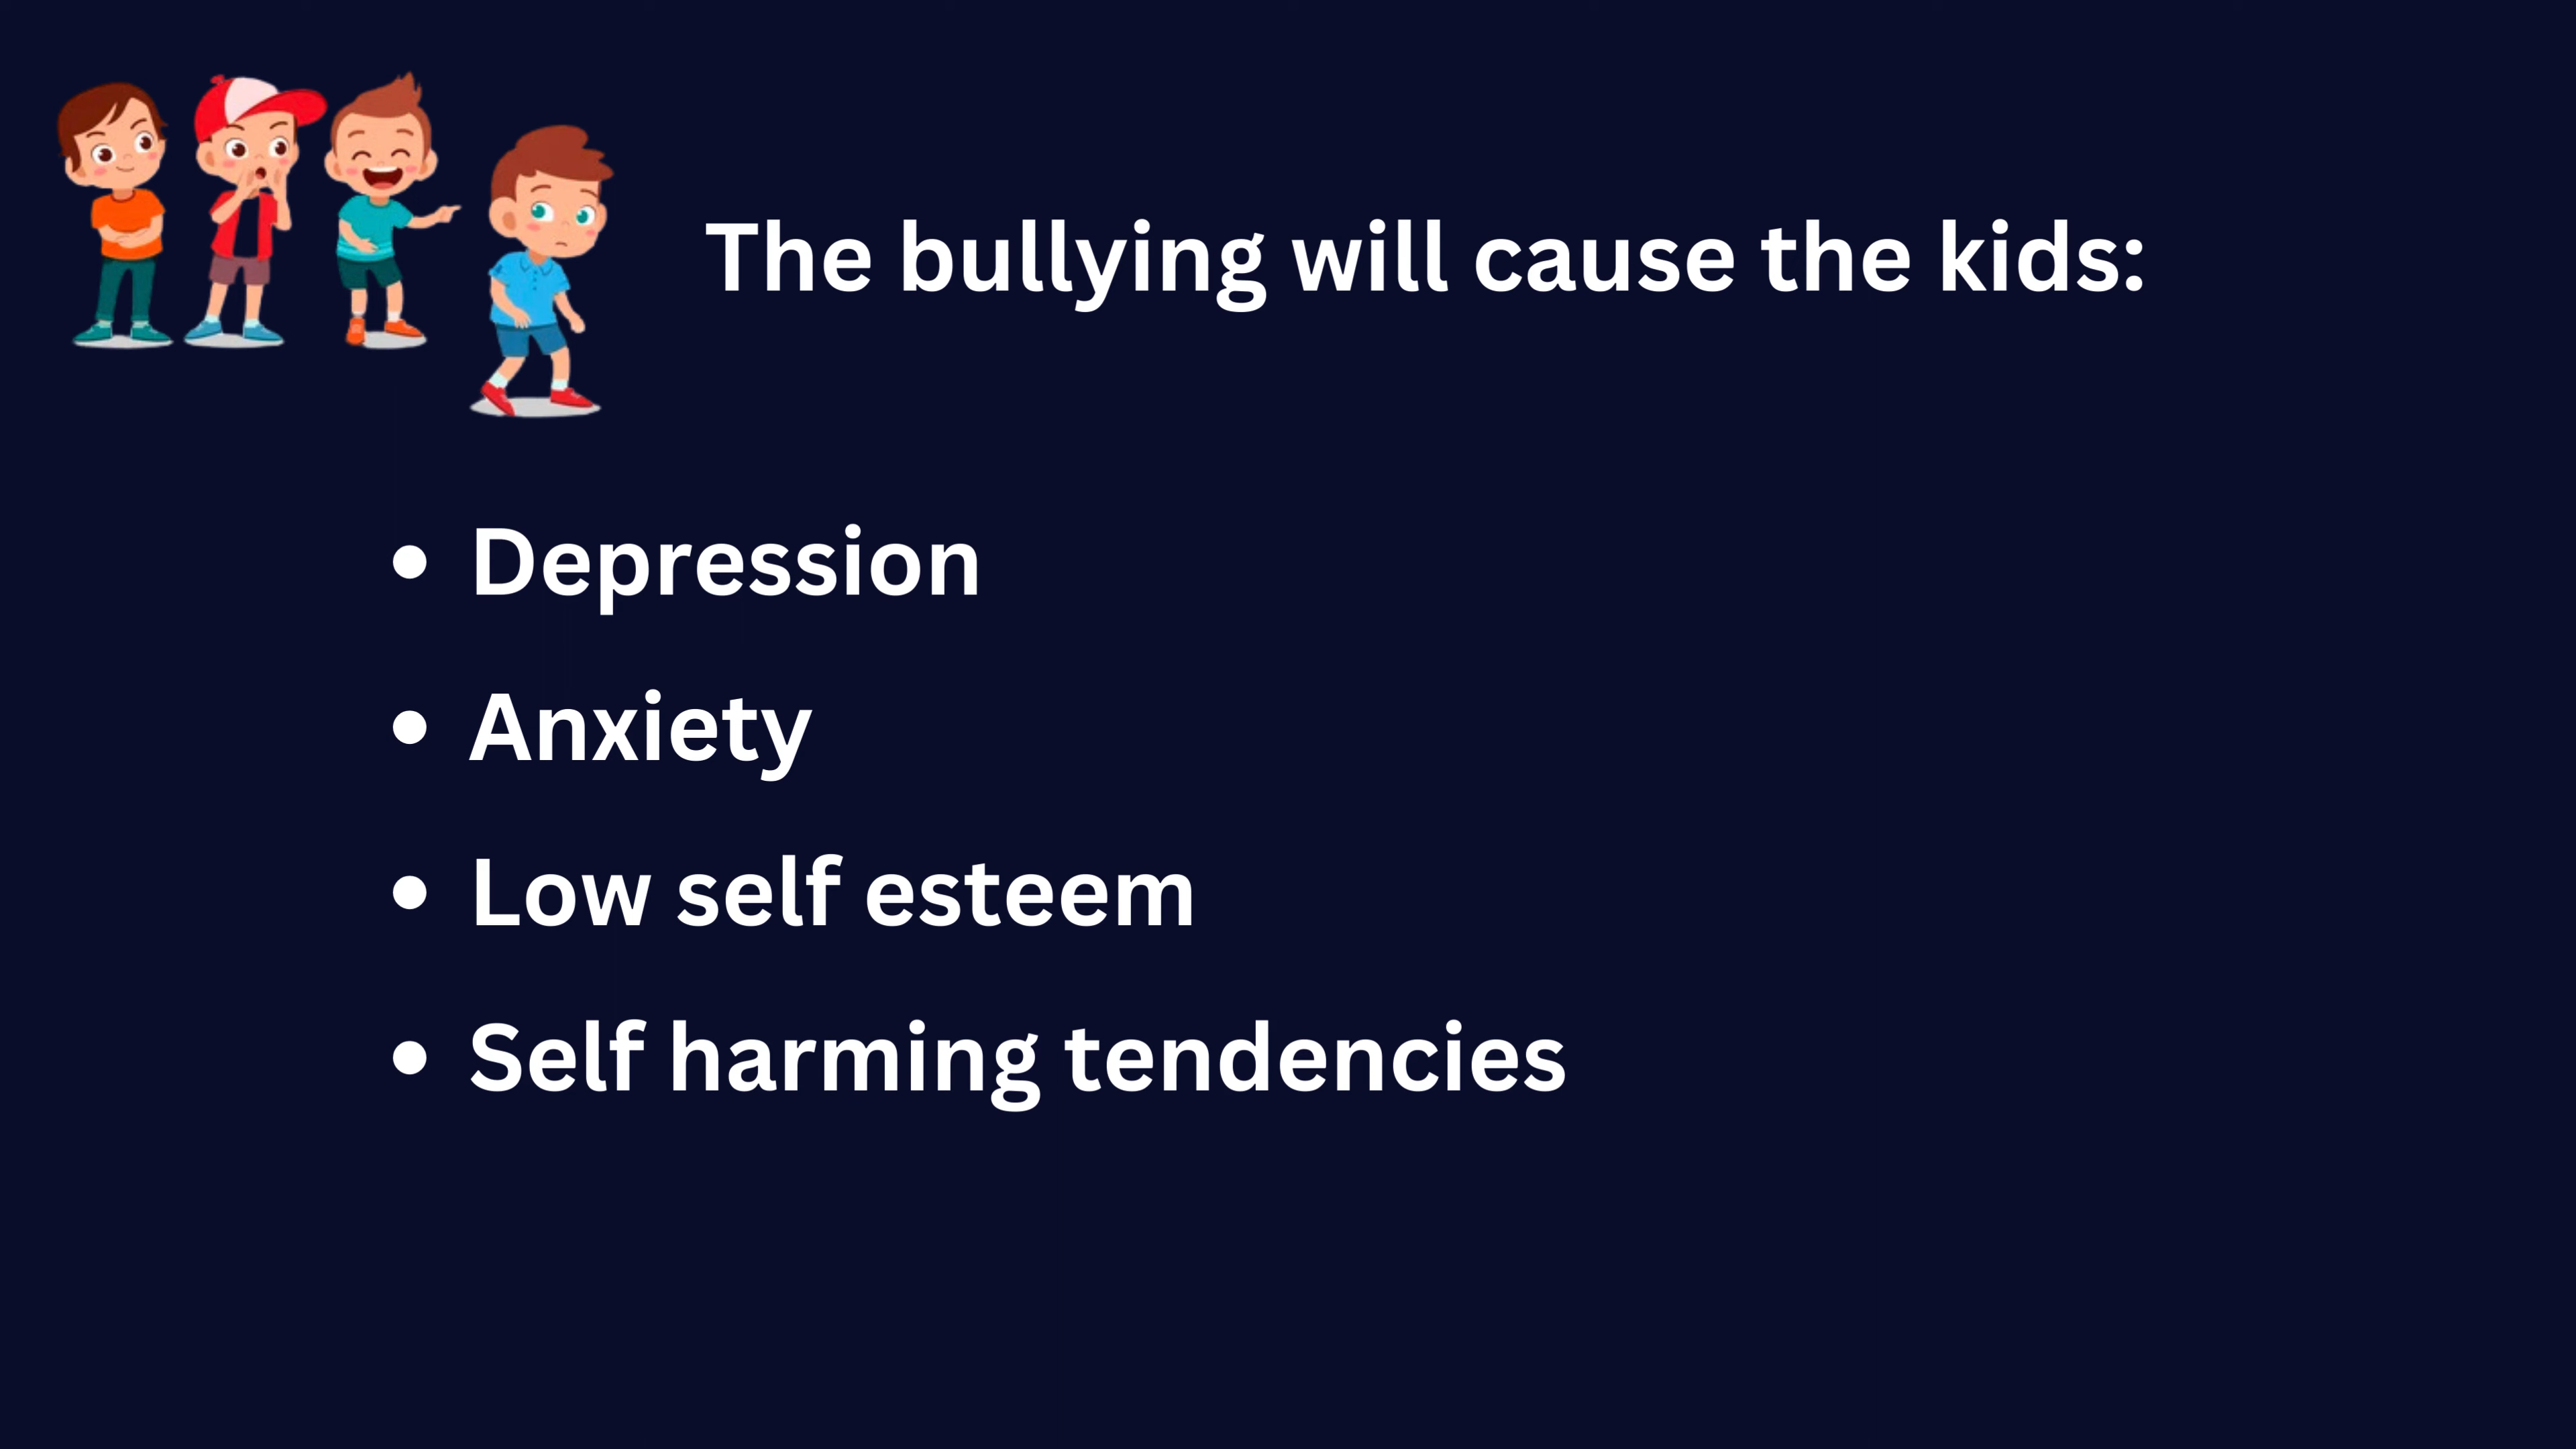 The bullying will cause the kids:
• Depression
• Anxiety
• Low self esteem
• Self harming tendencies